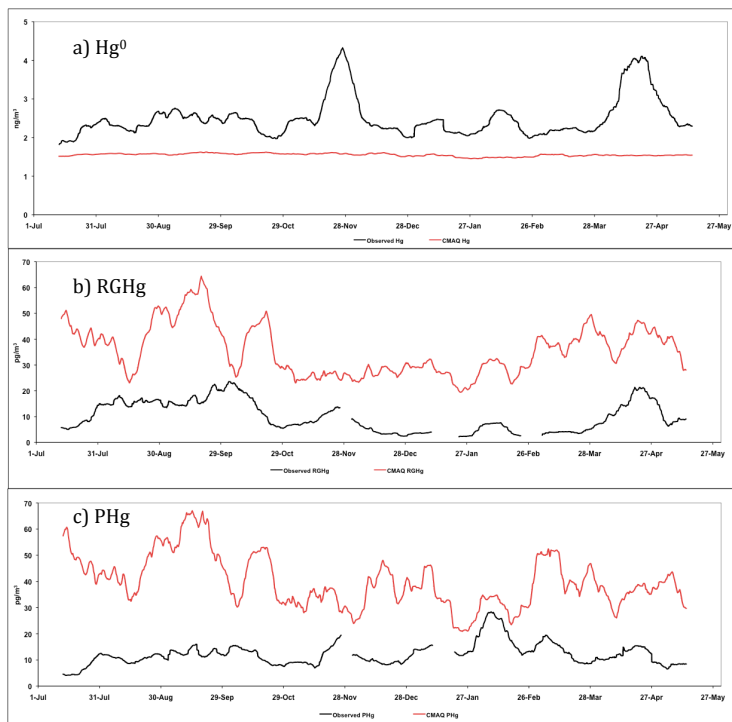 a) Hg⁰
5
4
3
2
1
0
ng/m³
1-Jul 31-Jul 30-Aug 29-Sep 29-Oct 28-Nov 28-Dec 27-Jan 26-Feb 28-Mar 27-Apr 27-May
Observed Hg CMAQ Hg
b) RGHg
70
60
50
40
30
20
10
0
pg/m³
1-Jul 31-Jul 30-Aug 29-Sep 29-Oct 28-Nov 28-Dec 27-Jan 26-Feb 28-Mar 27-Apr 27-May
Observed RGHg CMAQ RGHg
c) PHg
70
60
50
40
30
20
10
0
pg/m³
1-Jul 31-Jul 30-Aug 29-Sep 29-Oct 28-Nov 28-Dec 27-Jan 26-Feb 28-Mar 27-Apr 27-May
Observed PHg CMAQ PHg